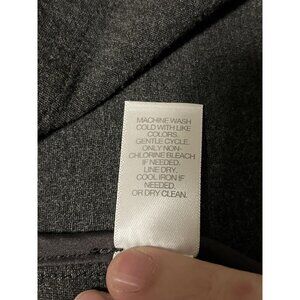 MACHINE WASH
COLD WITH LIKE
COLORS.
GENTLE CYCLE.
ONLY NON-
CHLORINE BLEACH
IF NEEDED.
LINE DRY.
COOL IRON IF
NEEDED.
OR DRY CLEAN.